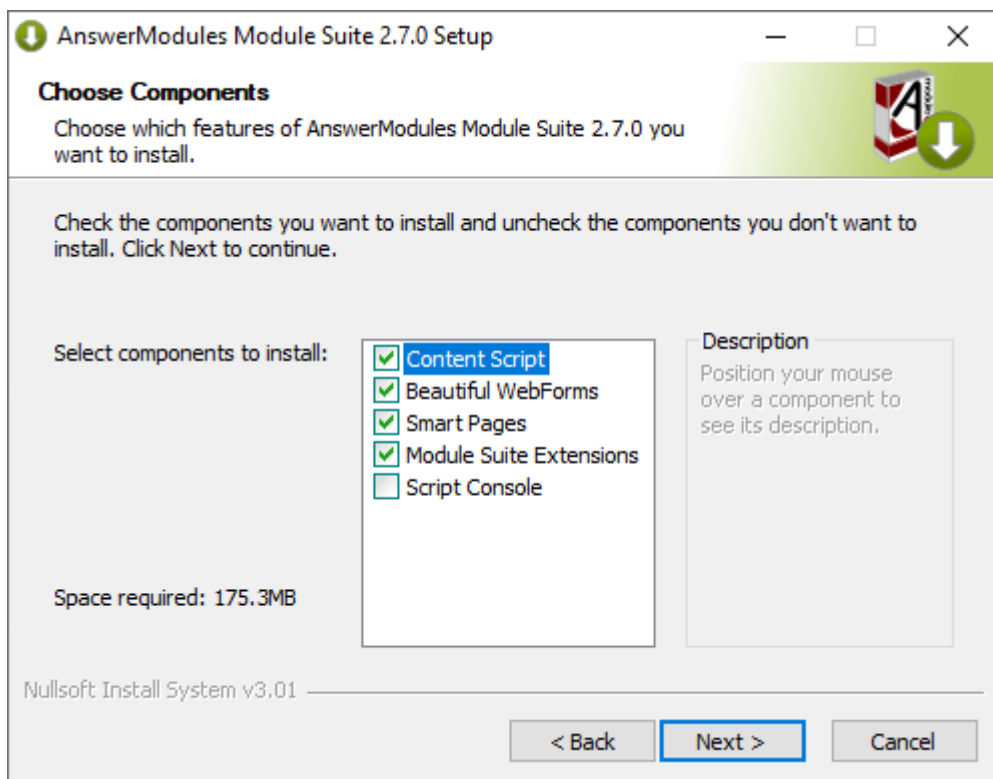 AnswerModules Module Suite 2.7.0 Setup
Choose Components
Choose which features of AnswerModules Module Suite 2.7.0 you
want to install.
Check the components you want to install and uncheck the components you don't want to
install. Click Next to continue.
Select components to install:
Content Script
Beautiful WebForms
Smart Pages
Module Suite Extensions
Script Console
Description
Position your mouse
over a component to
see its description.
Space required: 175.3MB
Nullsoft Install System v3.01
< Back
Next >
Cancel